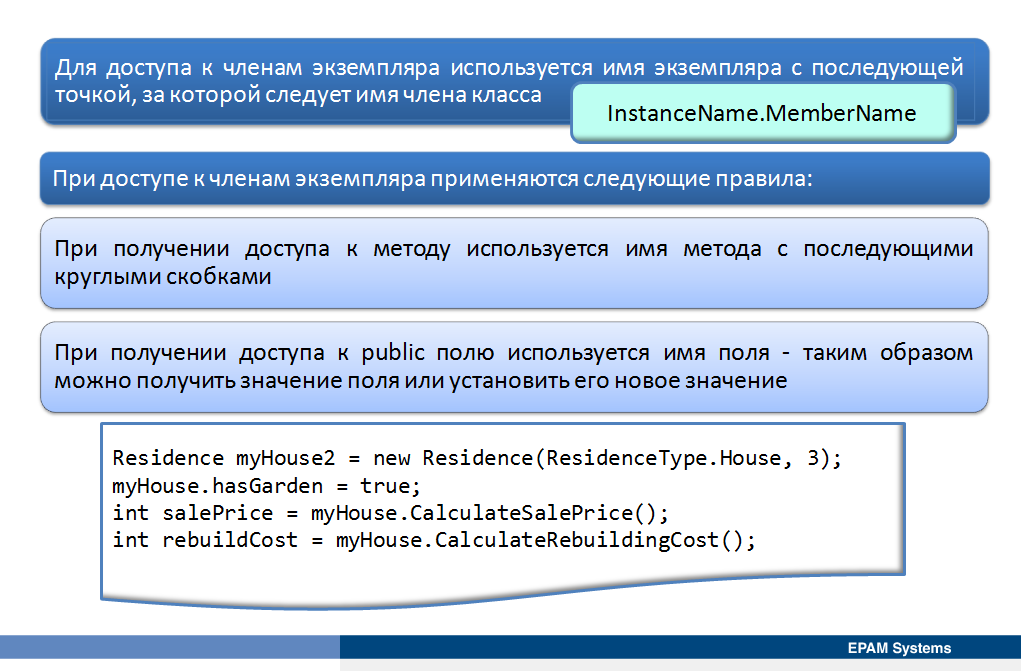 Для доступа к членам экземпляра используется имя экземпляра с последующей
точкой, за которой следует имя члена класса
InstanceName.MemberName
При доступе к членам экземпляра применяются следующие правила:
При получении доступа к методу используется имя метода с последующими
круглыми скобками
При получении доступа к public полю используется имя поля - таким образом
можно получить значение поля или установить его новое значение
Residence myHouse2 = new Residence(ResidenceType.House, 3);
myHouse.hasGarden = true;
int salePrice = myHouse.CalculateSalePrice();
int rebuildCost = myHouse.CalculateRebuildingCost();
EPAM Systems